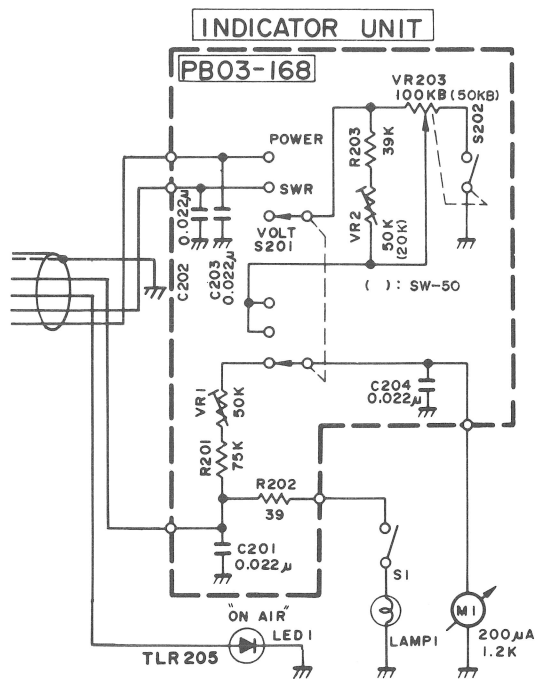 INDICATOR UNIT
PB03-168
VR203
100KB (50KB)
S202
POWER
R203
39K
SWR
0.022μ
VOLT
S201
VR2
50K
(20K)
C202
C203
0.022μ
( ): SW-50
VR1
50K
C204
0.022μ
R201
75K
R202
39
C201
0.022μ
S1
"ON AIR"
LED1
TLR205
LAMP1
M1
200μA
1.2K